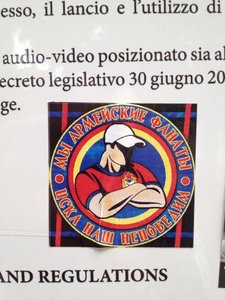 esso, il lancio e l'utilizzo di
audio-video posizionato sia al
ecreto legislativo 30 giugno 20
ge.
МЫ АРМЕЙСКИЕ ФАНАТЫ
ЦСКА НАШ НЕПОБЕДИМ
AND REGULATIONS